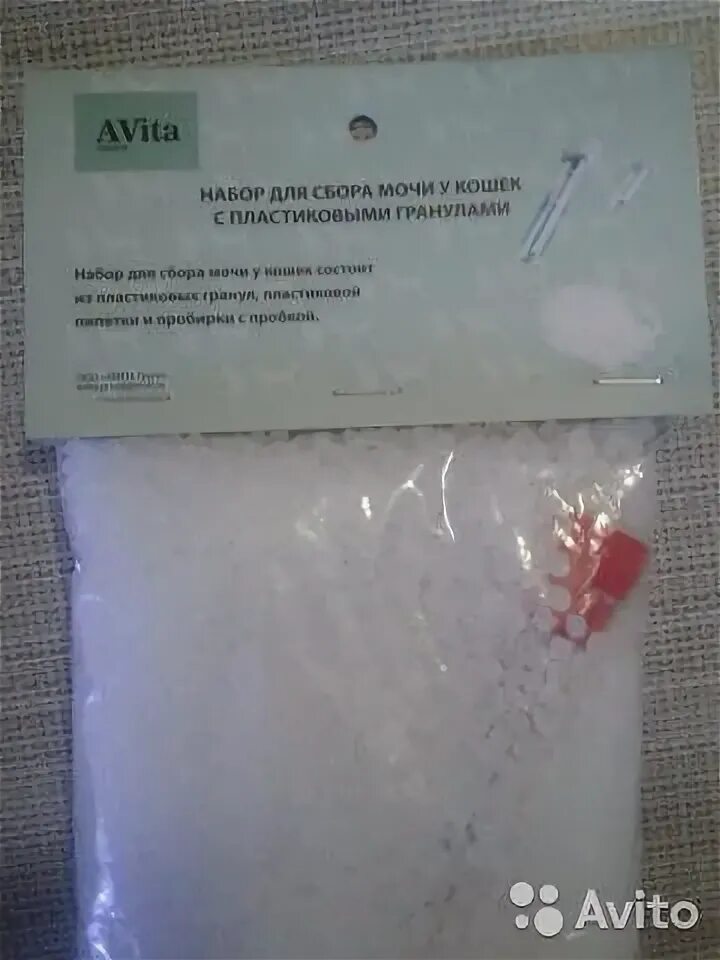 AVita
НАБОР ДЛЯ СБОРА МОЧИ У КОШЕК
С ПЛАСТИКОВЫМИ ГРАНУЛАМИ
Набор для сбора мочи у кошек состоит
из пластиковых гранул, пластиковой
пипетки и пробирки с пробкой.
Avito